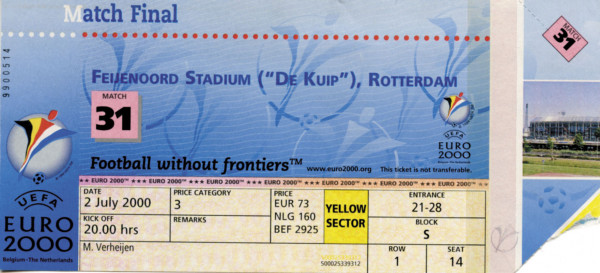 Match Final
9900514
FEIJENOORD STADIUM ("DE KUIP"), ROTTERDAM
MATCH
31
Football without frontiers™
www.euro2000.org
This ticket is not transferable.
UEFA
EURO
2000
Belgium-The Netherlands
UEFA
EURO
2000
★★★ EURO 2000™ ★★★ EURO 2000™ ★★★ EURO 2000™ ★★★ EURO 2000™ ★★★ EURO 2000™ ★★★ EURO 2000™ ★★★
DATE
2 July 2000
KICK OFF
20.00 hrs
M. Verheijen
PRICE CATEGORY
3
REMARKS
PRICE
EUR 73
NLG 160
BEF 2925
500025339312
YELLOW
SECTOR
ENTRANCE
21-28
BLOCK
S
ROW
1
SEAT
14
MATCH
31